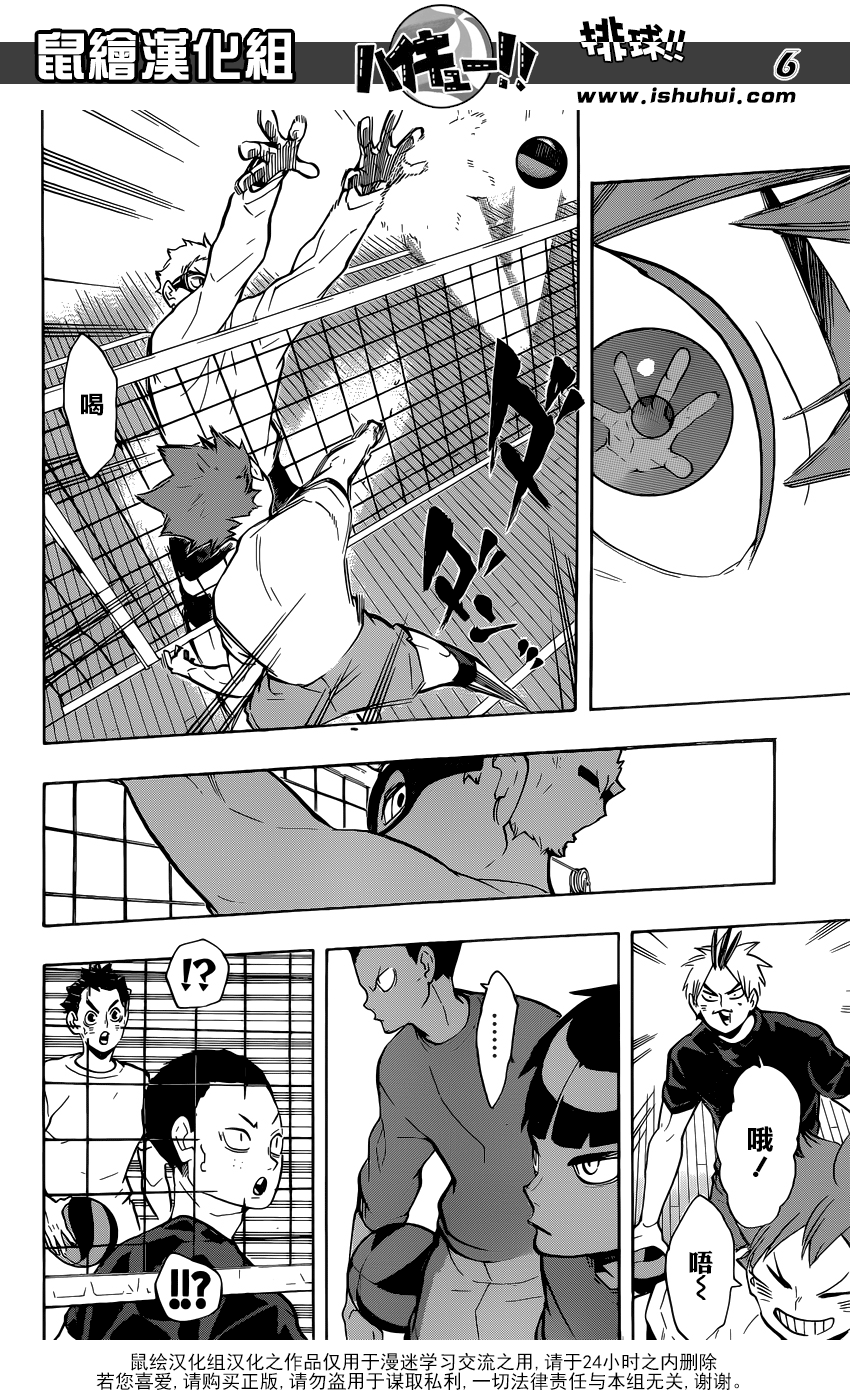 鼠繪漢化組
ハイキュー!!
排球!!
6
www.ishuhui.com
喝
ダダンッ
……
!?
!!?
哦!
唔~
鼠绘汉化组汉化之作品仅用于漫迷学习交流之用,请于24小时之内删除
若您喜爱,请购买正版,请勿盗用于谋取私利,一切法律责任与本组无关,谢谢。